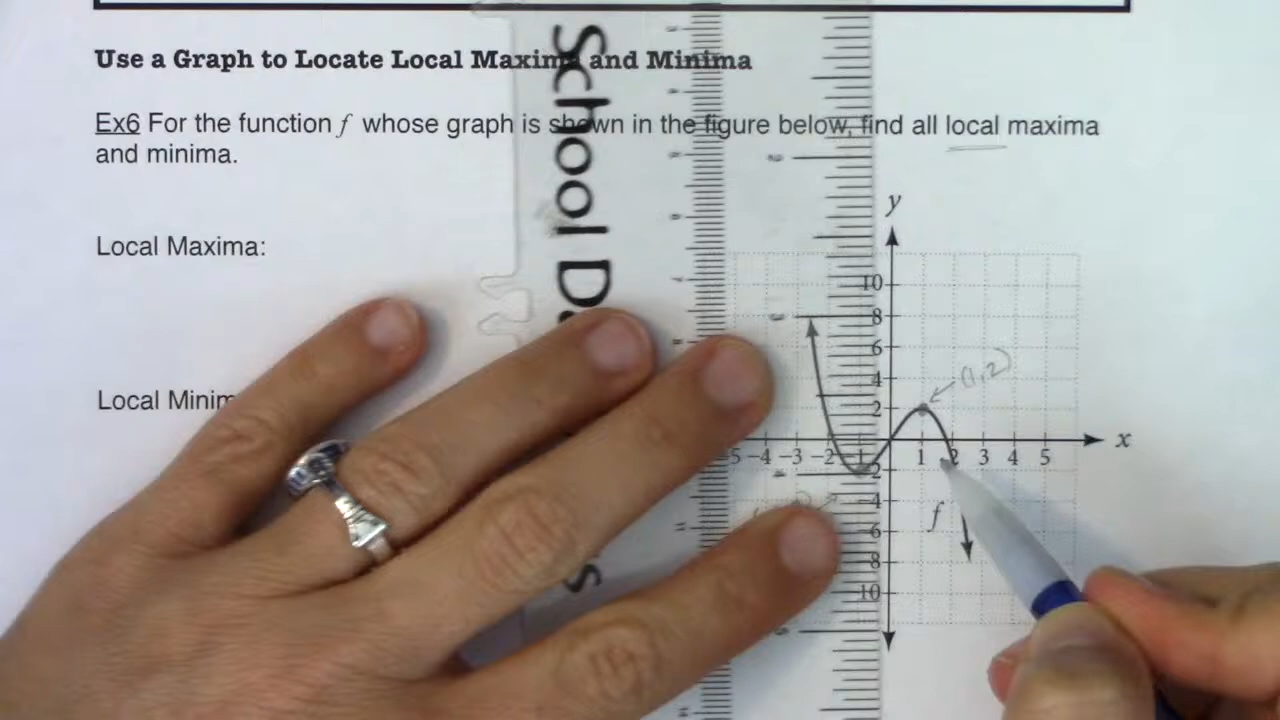 Use a Graph to Locate Local Maxima and Minima
Ex6 For the function f whose graph is shown in the figure below, find all local maxima
and minima.
School D
Local Maxima:
Local Minim
y
10
8
6
4
2
(1,2)
x
-5 -4 -3 -2 -1 1 2 3 4 5
-2
-4
f
6
8
10
s